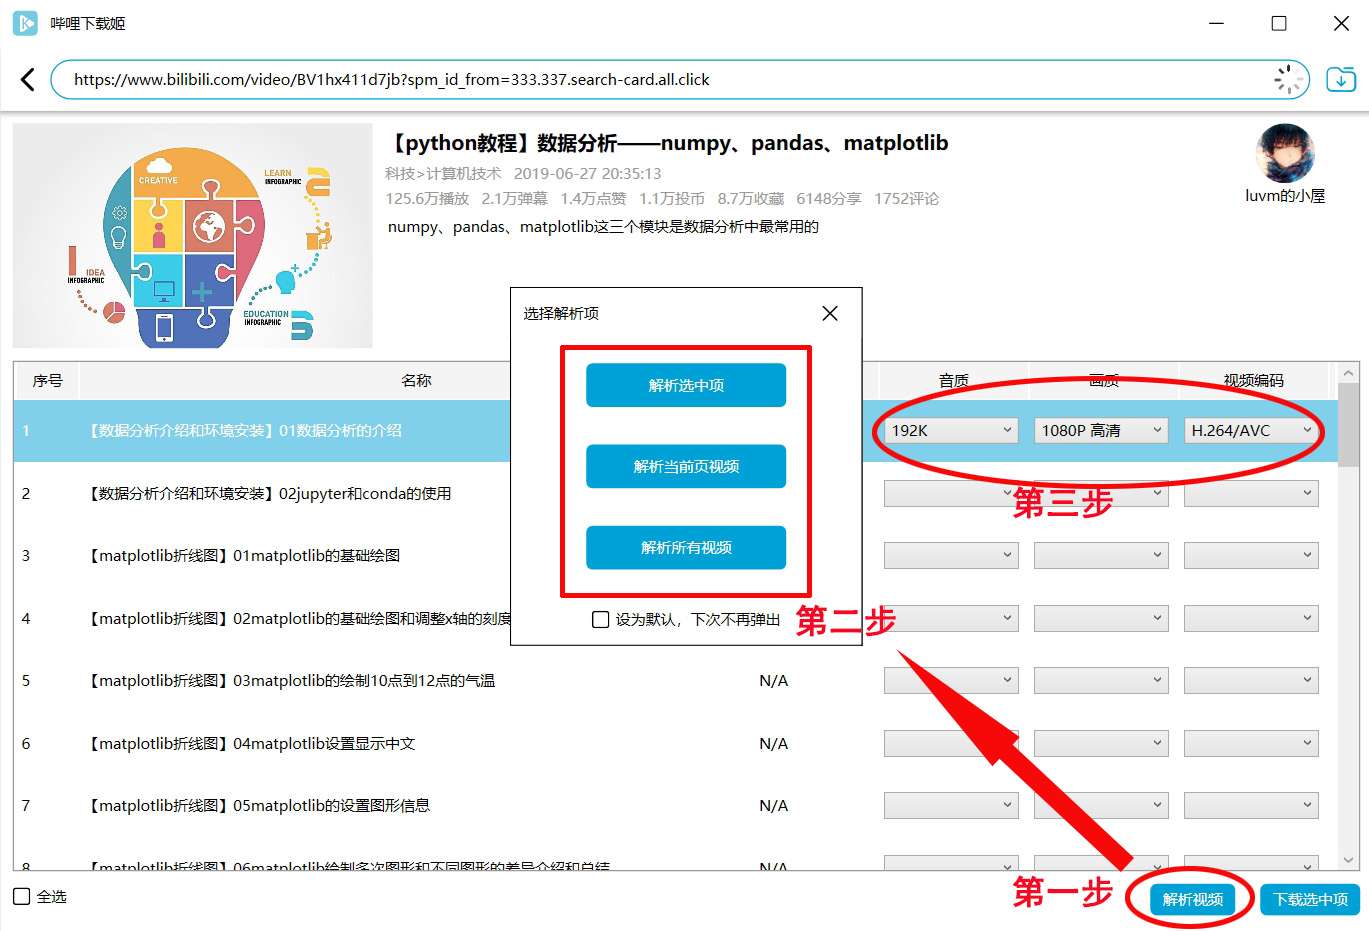 哔哩下载姬
https://www.bilibili.com/video/BV1hx411d7jb?spm_id_from=333.337.search-card.all.click
CREATIVE
LEARN
INFOGRAPHIC
IDEA
INFOGRAPHIC
EDUCATION
INFOGRAPHIC
【python教程】数据分析——numpy、pandas、matplotlib
科技>计算机技术 2019-06-27 20:35:13
125.6万播放 2.1万弹幕 1.4万点赞 1.1万投币 8.7万收藏 6148分享 1752评论
numpy、pandas、matplotlib这三个模块是数据分析中最常用的
luvm的小屋
选择解析项
解析选中项
解析当前页视频
解析所有视频
设为默认，下次不再弹出
第二步
序号 名称 音质 画质 视频编码
1 【数据分析介绍和环境安装】01数据分析的介绍 192K 1080P 高清 H.264/AVC
2 【数据分析介绍和环境安装】02jupyter和conda的使用
第三步
3 【matplotlib折线图】01matplotlib的基础绘图
4 【matplotlib折线图】02matplotlib的基础绘图和调整x轴的刻度
5 【matplotlib折线图】03matplotlib的绘制10点到12点的气温 N/A
6 【matplotlib折线图】04matplotlib设置显示中文 N/A
7 【matplotlib折线图】05matplotlib的设置图形信息 N/A
8 【matplotlib折线图】06matplotlib绘制多次图形和不同图形的差异介绍和总结 N/A
全选
第一步
解析视频
下载选中项